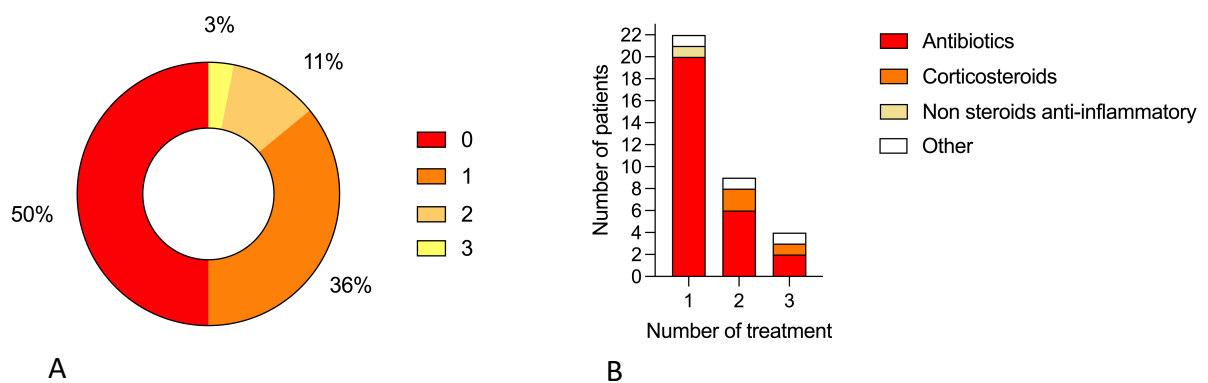 3%
11%
50%
36%
0
1
2
3
A
Number of patients
22
20
18
16
14
12
10
8
6
4
2
0
1 2 3
Number of treatment
Antibiotics
Corticosteroids
Non steroids anti-inflammatory
Other
B